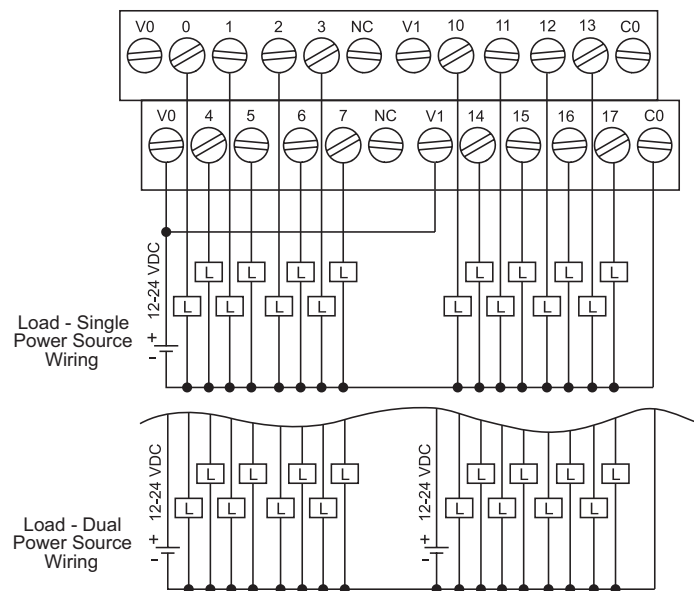 V0 0 1 2 3 NC V1 10 11 12 13 C0
V0 4 5 6 7 NC V1 14 15 16 17 C0
12-24 VDC
L L L L L L L L
L L L L L L L L
Load - Single
Power Source
Wiring
+
-
12-24 VDC
12-24 VDC
L L L L L L L L
L L L L L L L L
Load - Dual
Power Source
Wiring
+ +
- -